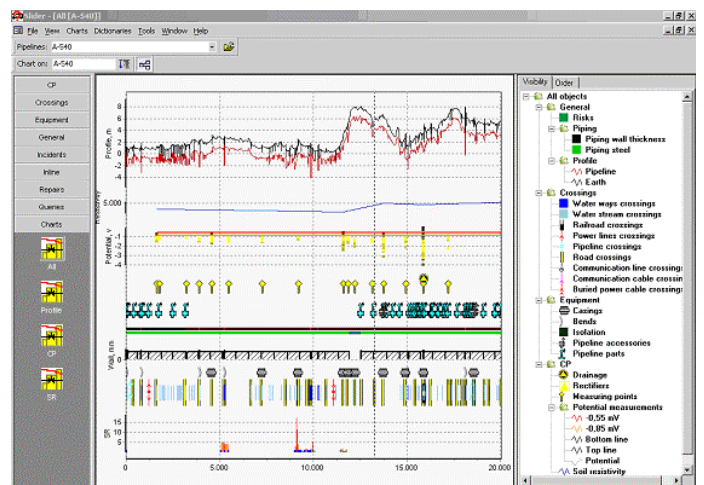 Slider - [All [A-540]]
File View Charts Dictionaries Tools Window Help
Pipelines: A-540
Chart on: A-540
CP
Crossings
Equipment
General
Incidents
Inline
Repairs
Queries
Charts
All
Profile
CP
SR
Profile, m
8
6
4
2
0
-2
-4
5.000
Potential, v
-1
-2
-3
-4
Wall, mm
0
SR
15
10
5
0 5.000 10.000 15.000 20.000
Visibility Order
All objects
General
Risks
Piping
Piping wall thickness
Piping steel
Profile
Pipeline
Earth
Crossings
Water ways crossings
Water stream crossings
Railroad crossings
Power lines crossings
Pipeline crossings
Road crossings
Communication line crossings
Communication cable crossing
Buried power cable crossings
Equipment
Casings
Bends
Isolation
Pipeline accessories
Pipeline parts
CP
Drainage
Rectifiers
Measuring points
Potential measurements
-0,55 mV
-0,85 mV
Bottom line
Top line
Potential
Soil resistivity